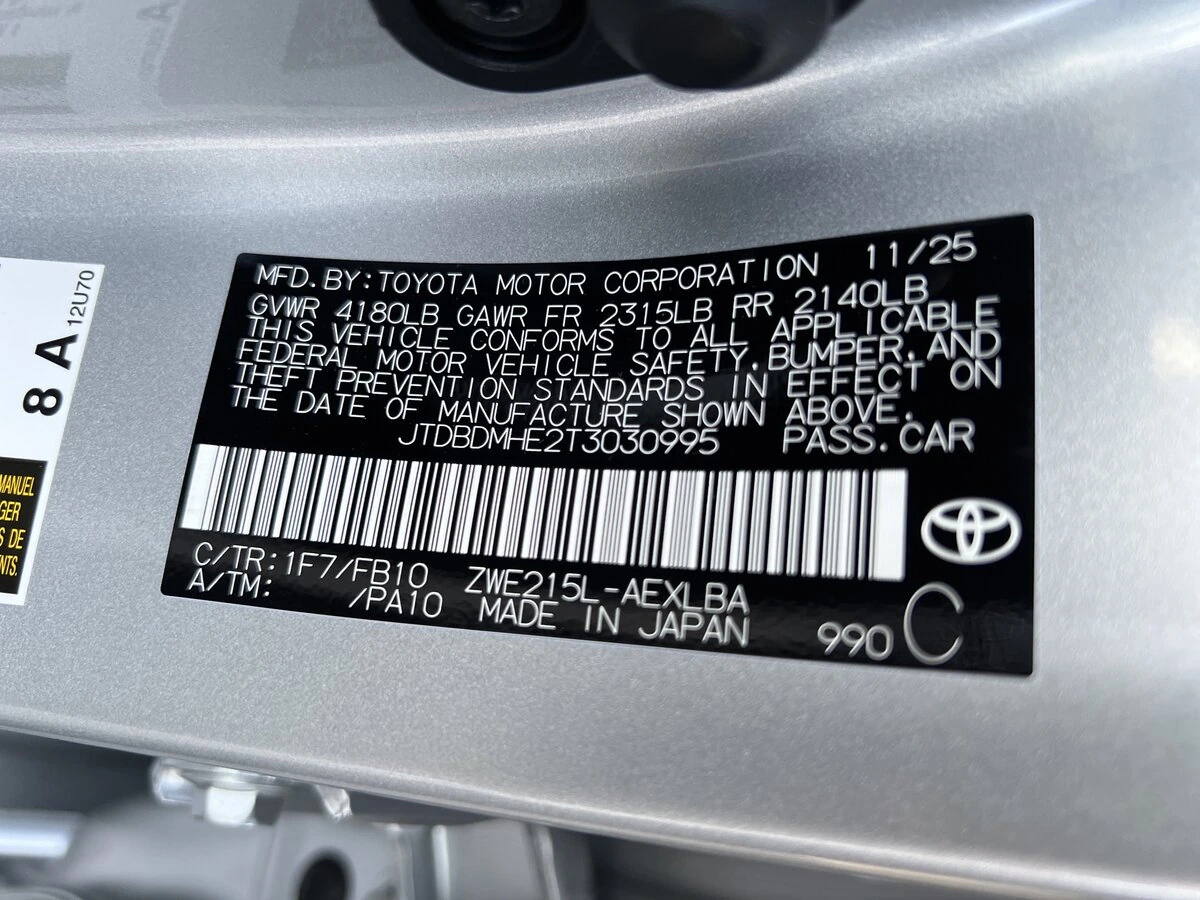 MFD.BY:TOYOTA MOTOR CORPORATION 11/25
GVWR 4180LB GAWR FR 2315LB RR 2140LB
THIS VEHICLE CONFORMS TO ALL APPLICABLE
FEDERAL MOTOR VEHICLE SAFETY,BUMPER,AND
THEFT PREVENTION STANDARDS IN EFFECT ON
THE DATE OF MANUFACTURE SHOWN ABOVE.
JTDBDMHE2T3030995 PASS.CAR
C/TR:1F7/FB10 ZWE215L-AEXLBA
A/TM: /PA10 MADE IN JAPAN 990 C
8 A 12U70
MANUEL
GER
S DE
NTS.